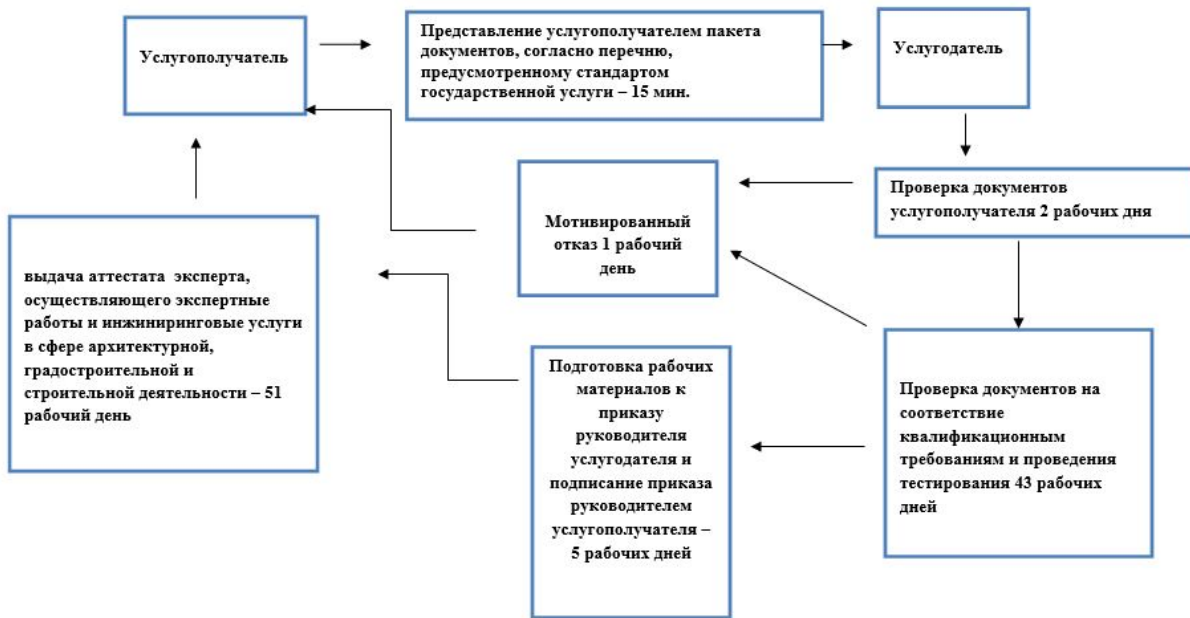 Услугополучатель
Представление услугополучателем пакета
документов, согласно перечню,
предусмотренному стандартом
государственной услуги – 15 мин.
Услугодатель
Проверка документов
услугополучателя 2 рабочих дня
Мотивированный
отказ 1 рабочий
день
выдача аттестата эксперта,
осуществляющего экспертные
работы и инжиниринговые услуги
в сфере архитектурной,
градостроительной и
строительной деятельности – 51
рабочий день
Подготовка рабочих
материалов к
приказу
руководителя
услугодателя и
подписание приказа
руководителем
услугополучателя –
5 рабочих дней
Проверка документов на
соответствие
квалификационным
требованиям и проведения
тестирования 43 рабочих
дней